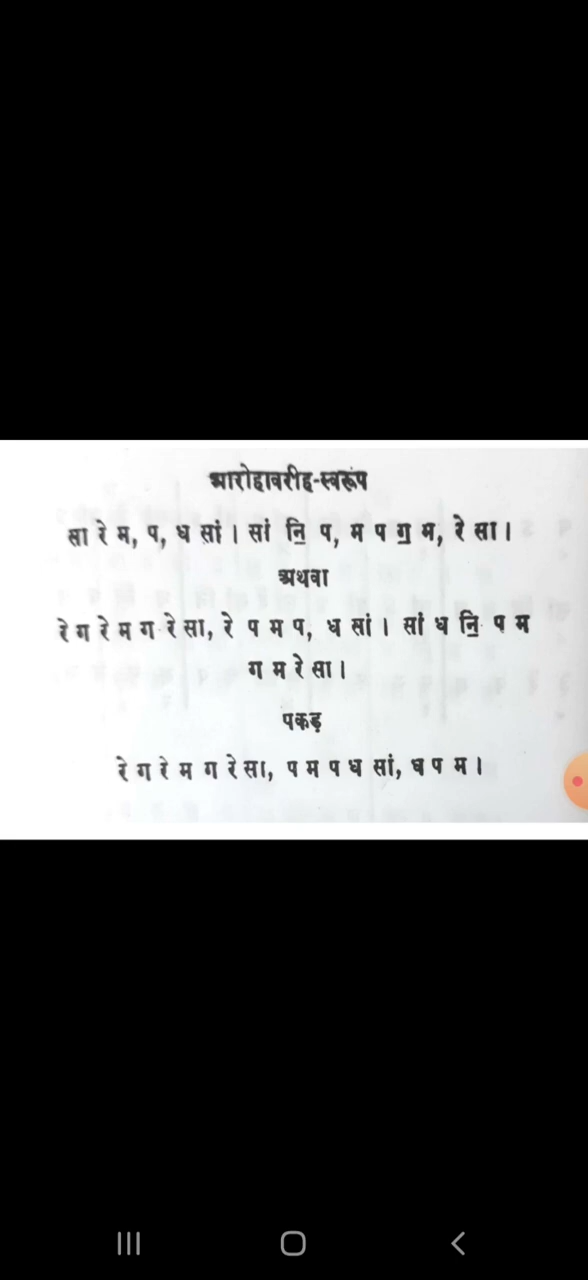 आरोहावरोह-स्वरूप
सा रे म, प, ध सां । सां नि॒ प, म प ग॒ म, रे सा ।
अथवा
रे ग रे म ग रे सा, रे प म प, ध सां । सां ध नि॒ प म
ग म रे सा ।
पकड़
रे ग रे म ग रे सा, प म प ध सां, ध प म ।